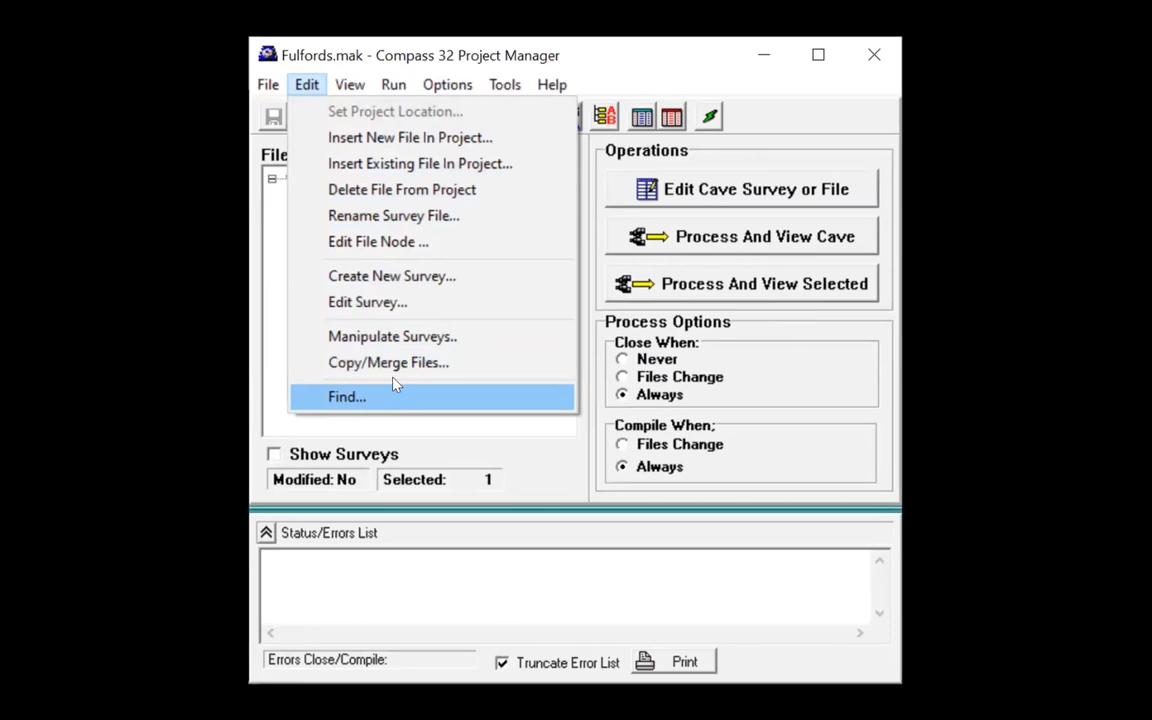 Fulfords.mak - Compass 32 Project Manager
File Edit View Run Options Tools Help
Set Project Location...
Insert New File In Project...
Insert Existing File In Project...
Delete File From Project
Rename Survey File...
Edit File Node ...
Create New Survey...
Edit Survey...
Manipulate Surveys..
Copy/Merge Files...
Find...
File
Show Surveys
Modified: No Selected: 1
Operations
Edit Cave Survey or File
Process And View Cave
Process And View Selected
Process Options
Close When:
Never
Files Change
Always
Compile When;
Files Change
Always
Status/Errors List
Errors Close/Compile:
Truncate Error List
Print